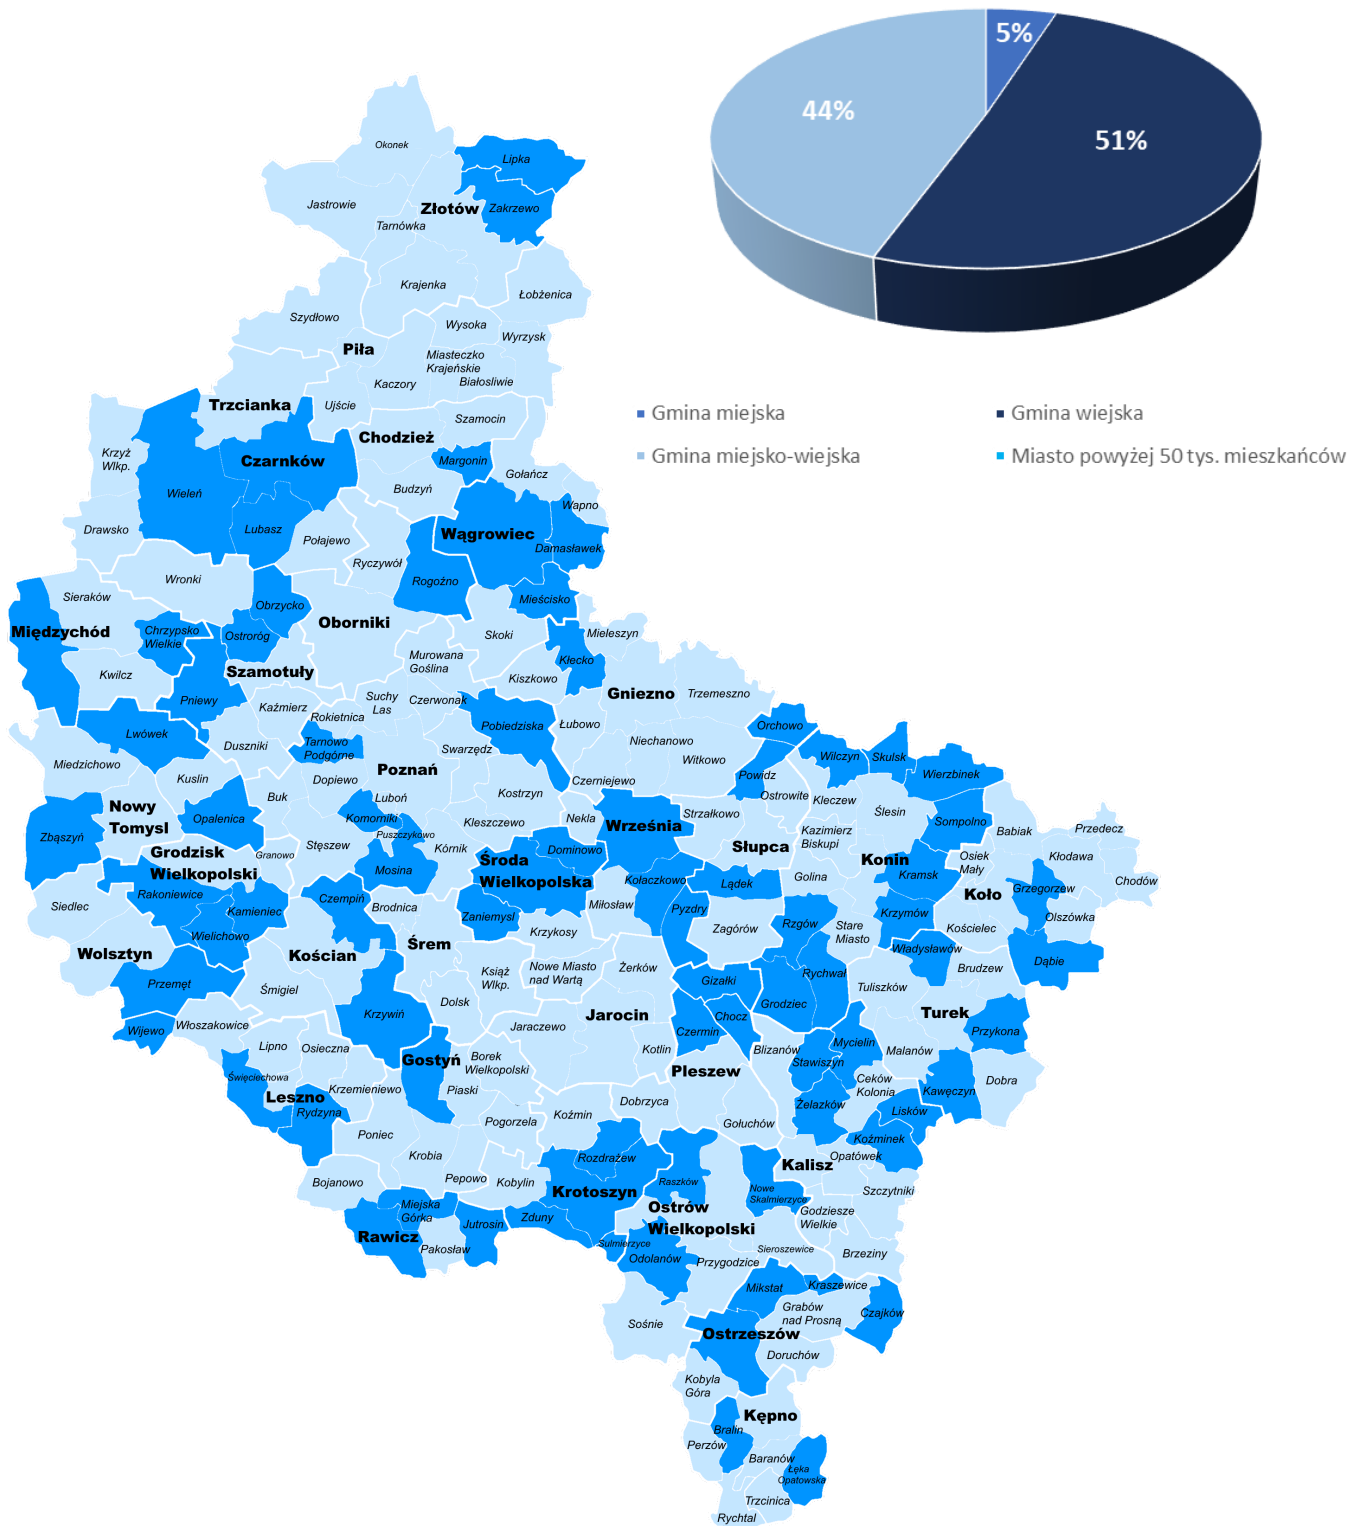 5%
44%
51%
Gmina miejska
Gmina wiejska
Gmina miejsko-wiejska
Miasto powyżej 50 tys. mieszkańców
Okonek
Lipka
Jastrowie
Złotów
Zakrzewo
Tarnówka
Krajenka
Łobżenica
Szydłowo
Wysoka
Wyrzysk
Piła
Miasteczko
Krajeńskie
Kaczory
Białosliwie
Trzcianka
Ujście
Szamocin
Chodzież
Krzyż
Wlkp.
Czarnków
Margonin
Gołańcz
Wieleń
Budzyń
Wapno
Drawsko
Lubasz
Połajewo
Wągrowiec
Damasławek
Ryczywół
Wronki
Rogoźno
Sieraków
Obrzycko
Mieścisko
Międzychód
Chrzypsko
Wielkie
Ostroróg
Oborniki
Skoki
Mieleszyn
Murowana
Goślina
Kłecko
Kwilcz
Szamotuły
Kiszkowo
Pniewy
Gniezno
Trzemeszno
Kaźmierz
Rokietnica
Suchy
Las
Czerwonak
Lwówek
Pobiedziska
Łubowo
Orchowo
Duszniki
Tarnowo
Podgórne
Swarzędz
Niechanowo
Miedzichowo
Witkowo
Wilczyn
Skulsk
Kuslin
Dopiewo
Poznań
Czerniejewo
Powidz
Wierzbinek
Buk
Luboń
Kostrzyn
Ostrowite
Kleczew
Ślesin
Nowy
Tomysl
Opalenica
Komorniki
Kleszczewo
Nekla
Strzałkowo
Sompolno
Zbąszyń
Puszczykowo
Września
Kazimierz
Biskupi
Babiak
Przedecz
Grodzisk
Wielkopolski
Granowo
Stęszew
Kórnik
Środa
Wielkopolska
Dominowo
Słupca
Konin
Osiek
Mały
Kłodawa
Mosina
Kołaczkowo
Lądek
Golina
Kramsk
Koło
Grzegorzew
Chodów
Rakoniewice
Siedlec
Kamieniec
Czempiń
Brodnica
Zaniemysl
Miłosław
Pyzdry
Krzymów
Olszówka
Wielichowo
Krzykosy
Zagórów
Rzgów
Stare
Miasto
Kościelec
Wolsztyn
Kościan
Śrem
Władysławów
Dąbie
Przemęt
Śmigiel
Książ
Wlkp.
Nowe Miasto
nad Wartą
Żerków
Gizałki
Rychwał
Brudzew
Tuliszków
Dolsk
Grodziec
Krzywiń
Wijewo
Włoszakowice
Jaraczewo
Jarocin
Czermin
Chocz
Turek
Przykona
Lipno
Osieczna
Gostyń
Borek
Wielkopolski
Kotlin
Blizanów
Mycielin
Malanów
Stawiszyn
Święciechowa
Pleszew
Ceków
Kolonia
Dobra
Leszno
Krzemieniewo
Piaski
Kawęczyn
Rydzyna
Dobrzyca
Żelazków
Lisków
Pogorzela
Koźmin
Gołuchów
Poniec
Koźminek
Krobia
Rozdrażew
Kalisz
Opatówek
Bojanowo
Pepowo
Kobylin
Krotoszyn
Raszków
Nowe
Skalmierzyce
Szczytniki
Miejska
Górka
Ostrów
Wielkopolski
Godziesze
Wielkie
Rawicz
Jutrosin
Zduny
Pakosław
Sulmierzyce
Odolanów
Sieroszewice
Brzeziny
Przygodzice
Mikstat
Kraszewice
Sośnie
Grabów
nad Prosną
Czajków
Ostrzeszów
Doruchów
Kobyla
Góra
Kępno
Bralin
Perzów
Baranów
Łęka
Opatowska
Trzcinica
Rychtal